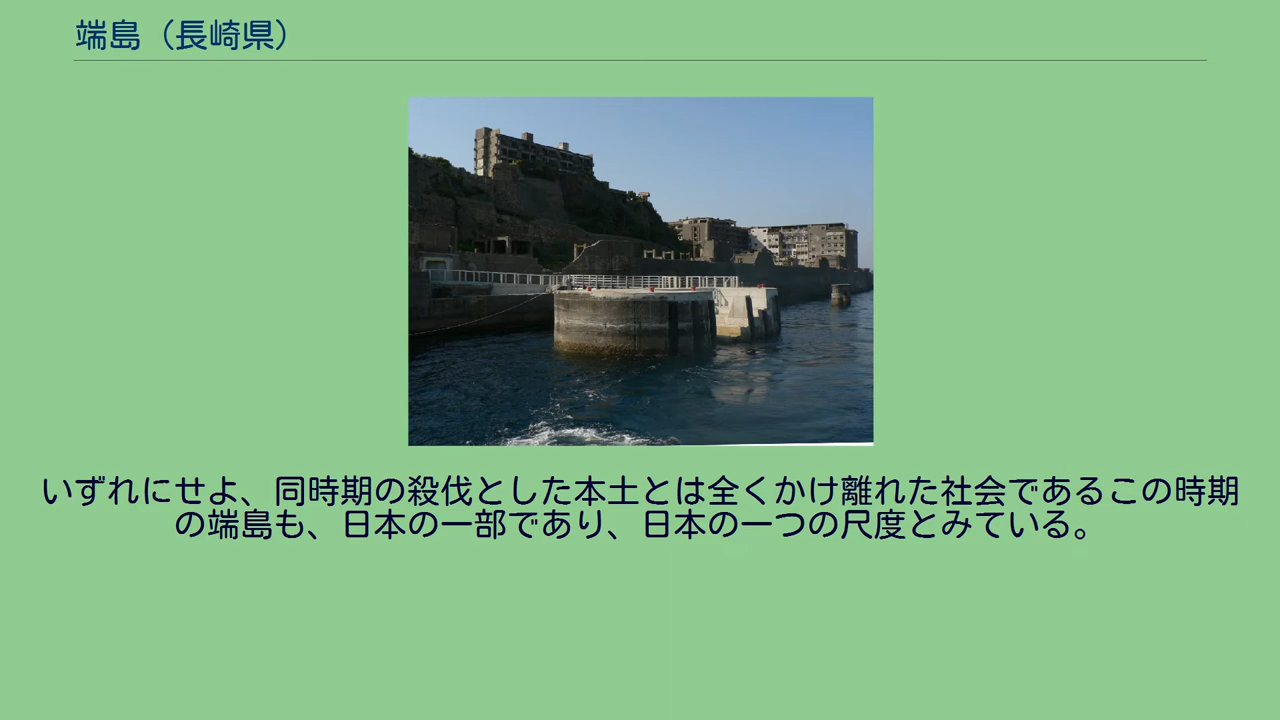 端島（長崎県）
いずれにせよ、同時期の殺伐とした本土とは全くかけ離れた社会であるこの時期
の端島も、日本の一部であり、日本の一つの尺度とみている。